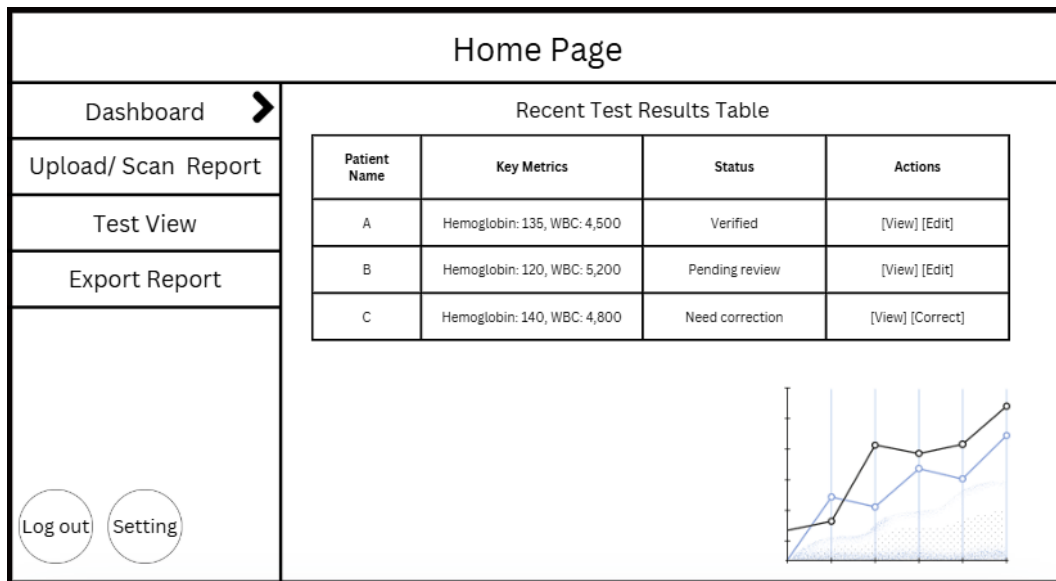 Home Page
Dashboard
Upload/ Scan Report
Test View
Export Report
Log out
Setting
Recent Test Results Table
Patient Name Key Metrics Status Actions
A Hemoglobin: 135, WBC: 4,500 Verified [View] [Edit]
B Hemoglobin: 120, WBC: 5,200 Pending review [View] [Edit]
C Hemoglobin: 140, WBC: 4,800 Need correction [View] [Correct]